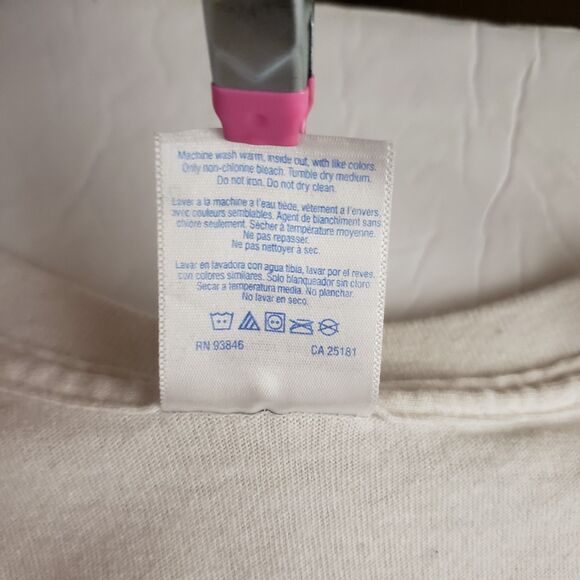 Machine wash warm, inside out, with like colors.
Only non-chlorine bleach. Tumble dry medium.
Do not iron. Do not dry clean.
Laver a la machine a l'eau tiède, vêtement a l'envers,
avec couleurs semblables. Agent de blanchiment sans
chlore seulement. Sècher à tempèrature moyenne.
Ne pas repasser.
Ne pas nettoyer à sec.
Lavar en lavadora con agua tibia, lavar por el reves,
con colores similares. Solo blanqueador sin cloro.
Secar a temperatura media. No planchar.
No lavar en seco.
RN 93846 CA 25181